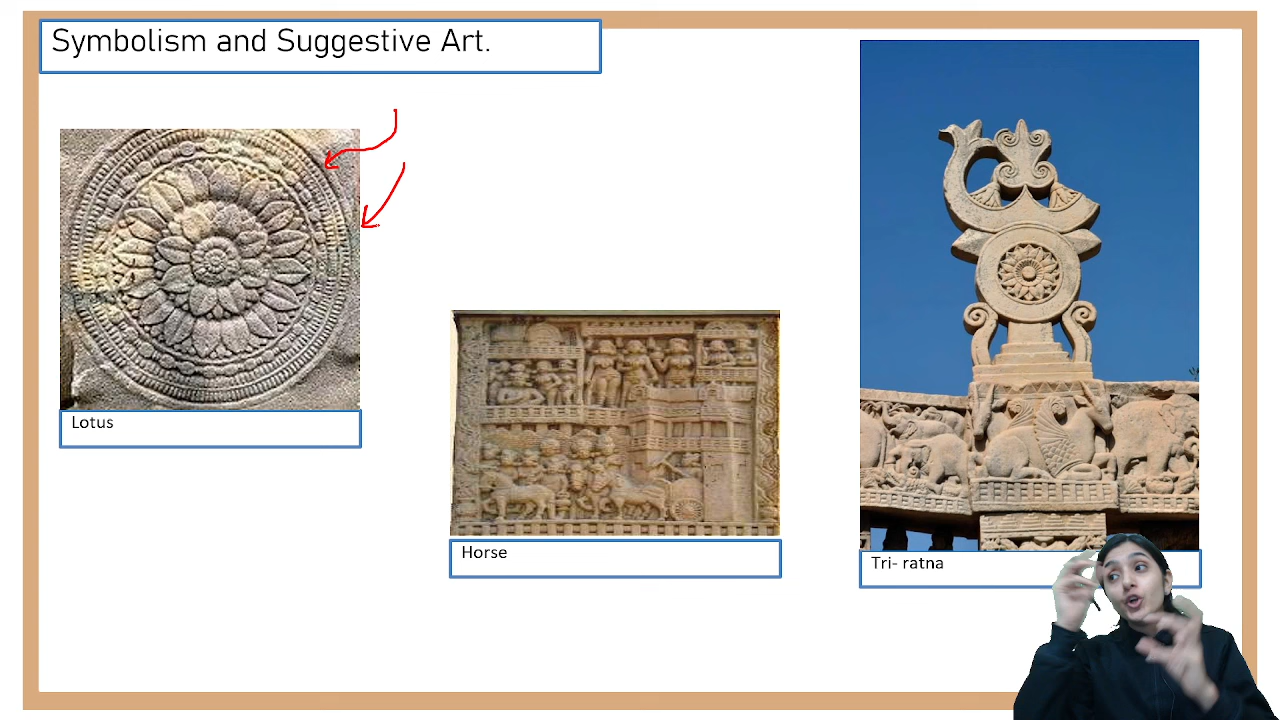 Symbolism and Suggestive Art.
Lotus
Horse
Tri- ratna